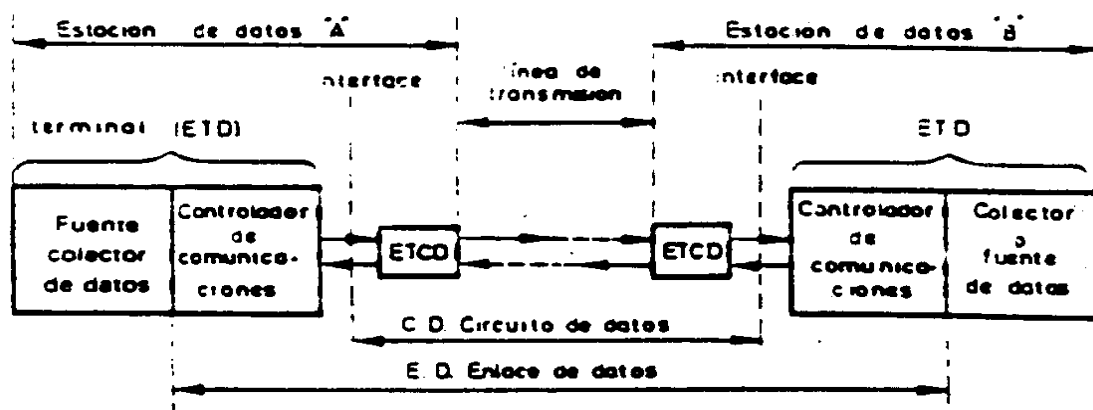 Estacion de datos "A"
Estacion de datos "B"
interface
línea de
transmision
interface
terminal (ETD)
ETD
Fuente
colector
de datos
Controlador
de
comunica-
ciones
ETCD
ETCD
Controlador
de
comunica-
ciones
Colector
o
fuente
de datos
C.D. Circuito de datos
E.D. Enlace de datos